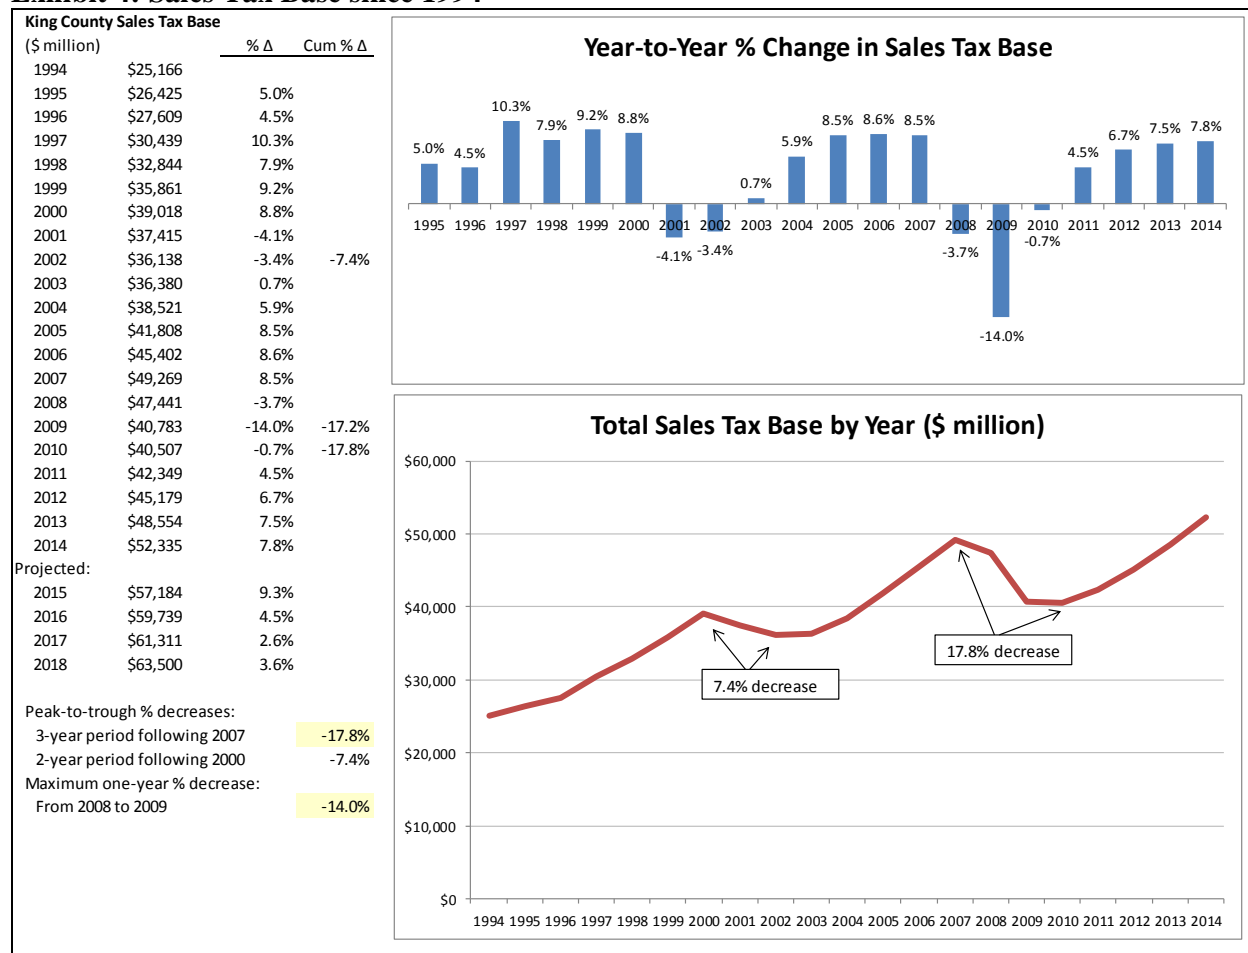 Exhibit 4: Sales Tax Base since 1994
King County Sales Tax Base
($ million) % Δ Cum % Δ
1994 $25,166
1995 $26,425 5.0%
1996 $27,609 4.5%
1997 $30,439 10.3%
1998 $32,844 7.9%
1999 $35,861 9.2%
2000 $39,018 8.8%
2001 $37,415 -4.1%
2002 $36,138 -3.4% -7.4%
2003 $36,380 0.7%
2004 $38,521 5.9%
2005 $41,808 8.5%
2006 $45,402 8.6%
2007 $49,269 8.5%
2008 $47,441 -3.7%
2009 $40,783 -14.0% -17.2%
2010 $40,507 -0.7% -17.8%
2011 $42,349 4.5%
2012 $45,179 6.7%
2013 $48,554 7.5%
2014 $52,335 7.8%
Projected:
2015 $57,184 9.3%
2016 $59,739 4.5%
2017 $61,311 2.6%
2018 $63,500 3.6%
Peak-to-trough % decreases:
3-year period following 2007 -17.8%
2-year period following 2000 -7.4%
Maximum one-year % decrease:
From 2008 to 2009 -14.0%
Year-to-Year % Change in Sales Tax Base
5.0% 4.5% 10.3% 7.9% 9.2% 8.8% 0.7% 5.9% 8.5% 8.6% 8.5% 4.5% 6.7% 7.5% 7.8%
1995 1996 1997 1998 1999 2000 2001 2002 2003 2004 2005 2006 2007 2008 2009 2010 2011 2012 2013 2014
-4.1% -3.4% -3.7% -14.0% -0.7%
Total Sales Tax Base by Year ($ million)
$60,000
$50,000
$40,000
17.8% decrease
7.4% decrease
$30,000
$20,000
$10,000
$0
1994 1995 1996 1997 1998 1999 2000 2001 2002 2003 2004 2005 2006 2007 2008 2009 2010 2011 2012 2013 2014